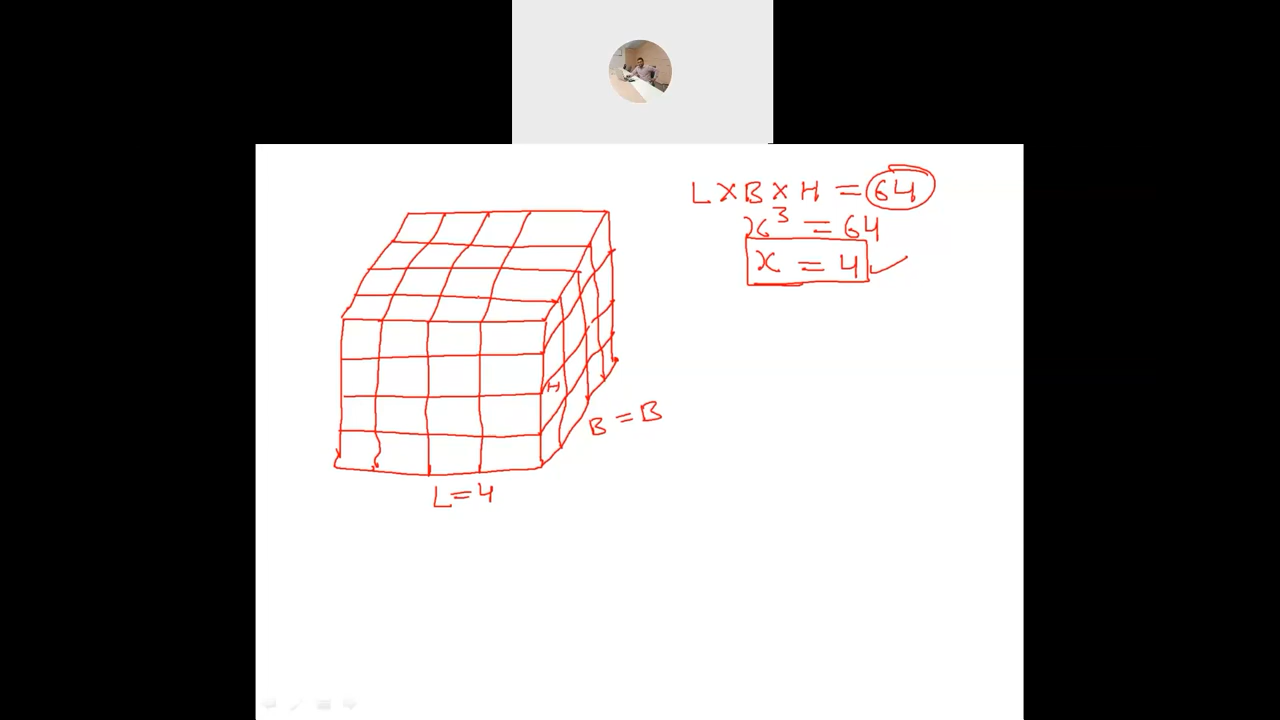 L X B X H = 64
x³ = 64
x = 4
H
B = B
L = 4